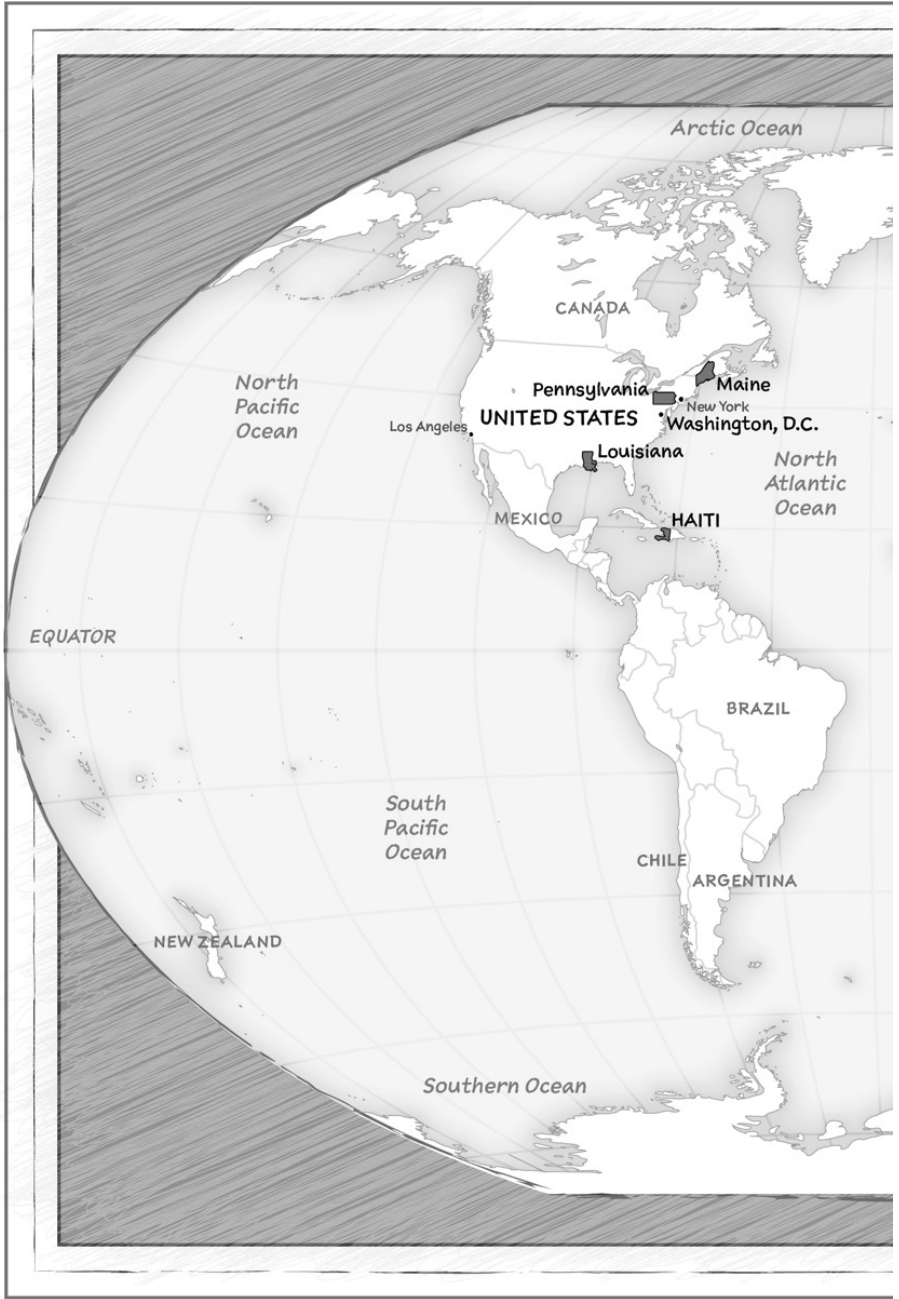 Arctic Ocean
CANADA
North
Pacific
Ocean
Pennsylvania
Maine
New York
UNITED STATES
Washington, D.C.
Los Angeles
Louisiana
North
Atlantic
Ocean
MEXICO
HAITI
EQUATOR
BRAZIL
South
Pacific
Ocean
CHILE
ARGENTINA
NEW ZEALAND
Southern Ocean